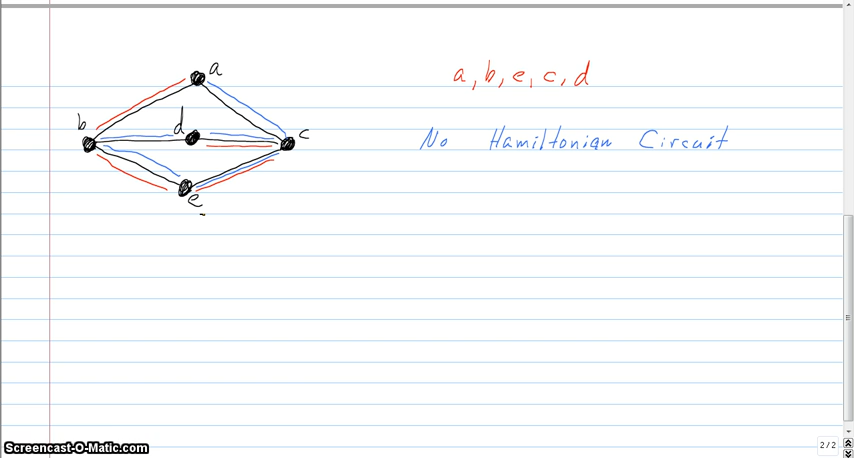 a
a, b, e, c, d
b
d
c
No Hamiltonian Circuit
e
2/2
Screencast-O-Matic.com